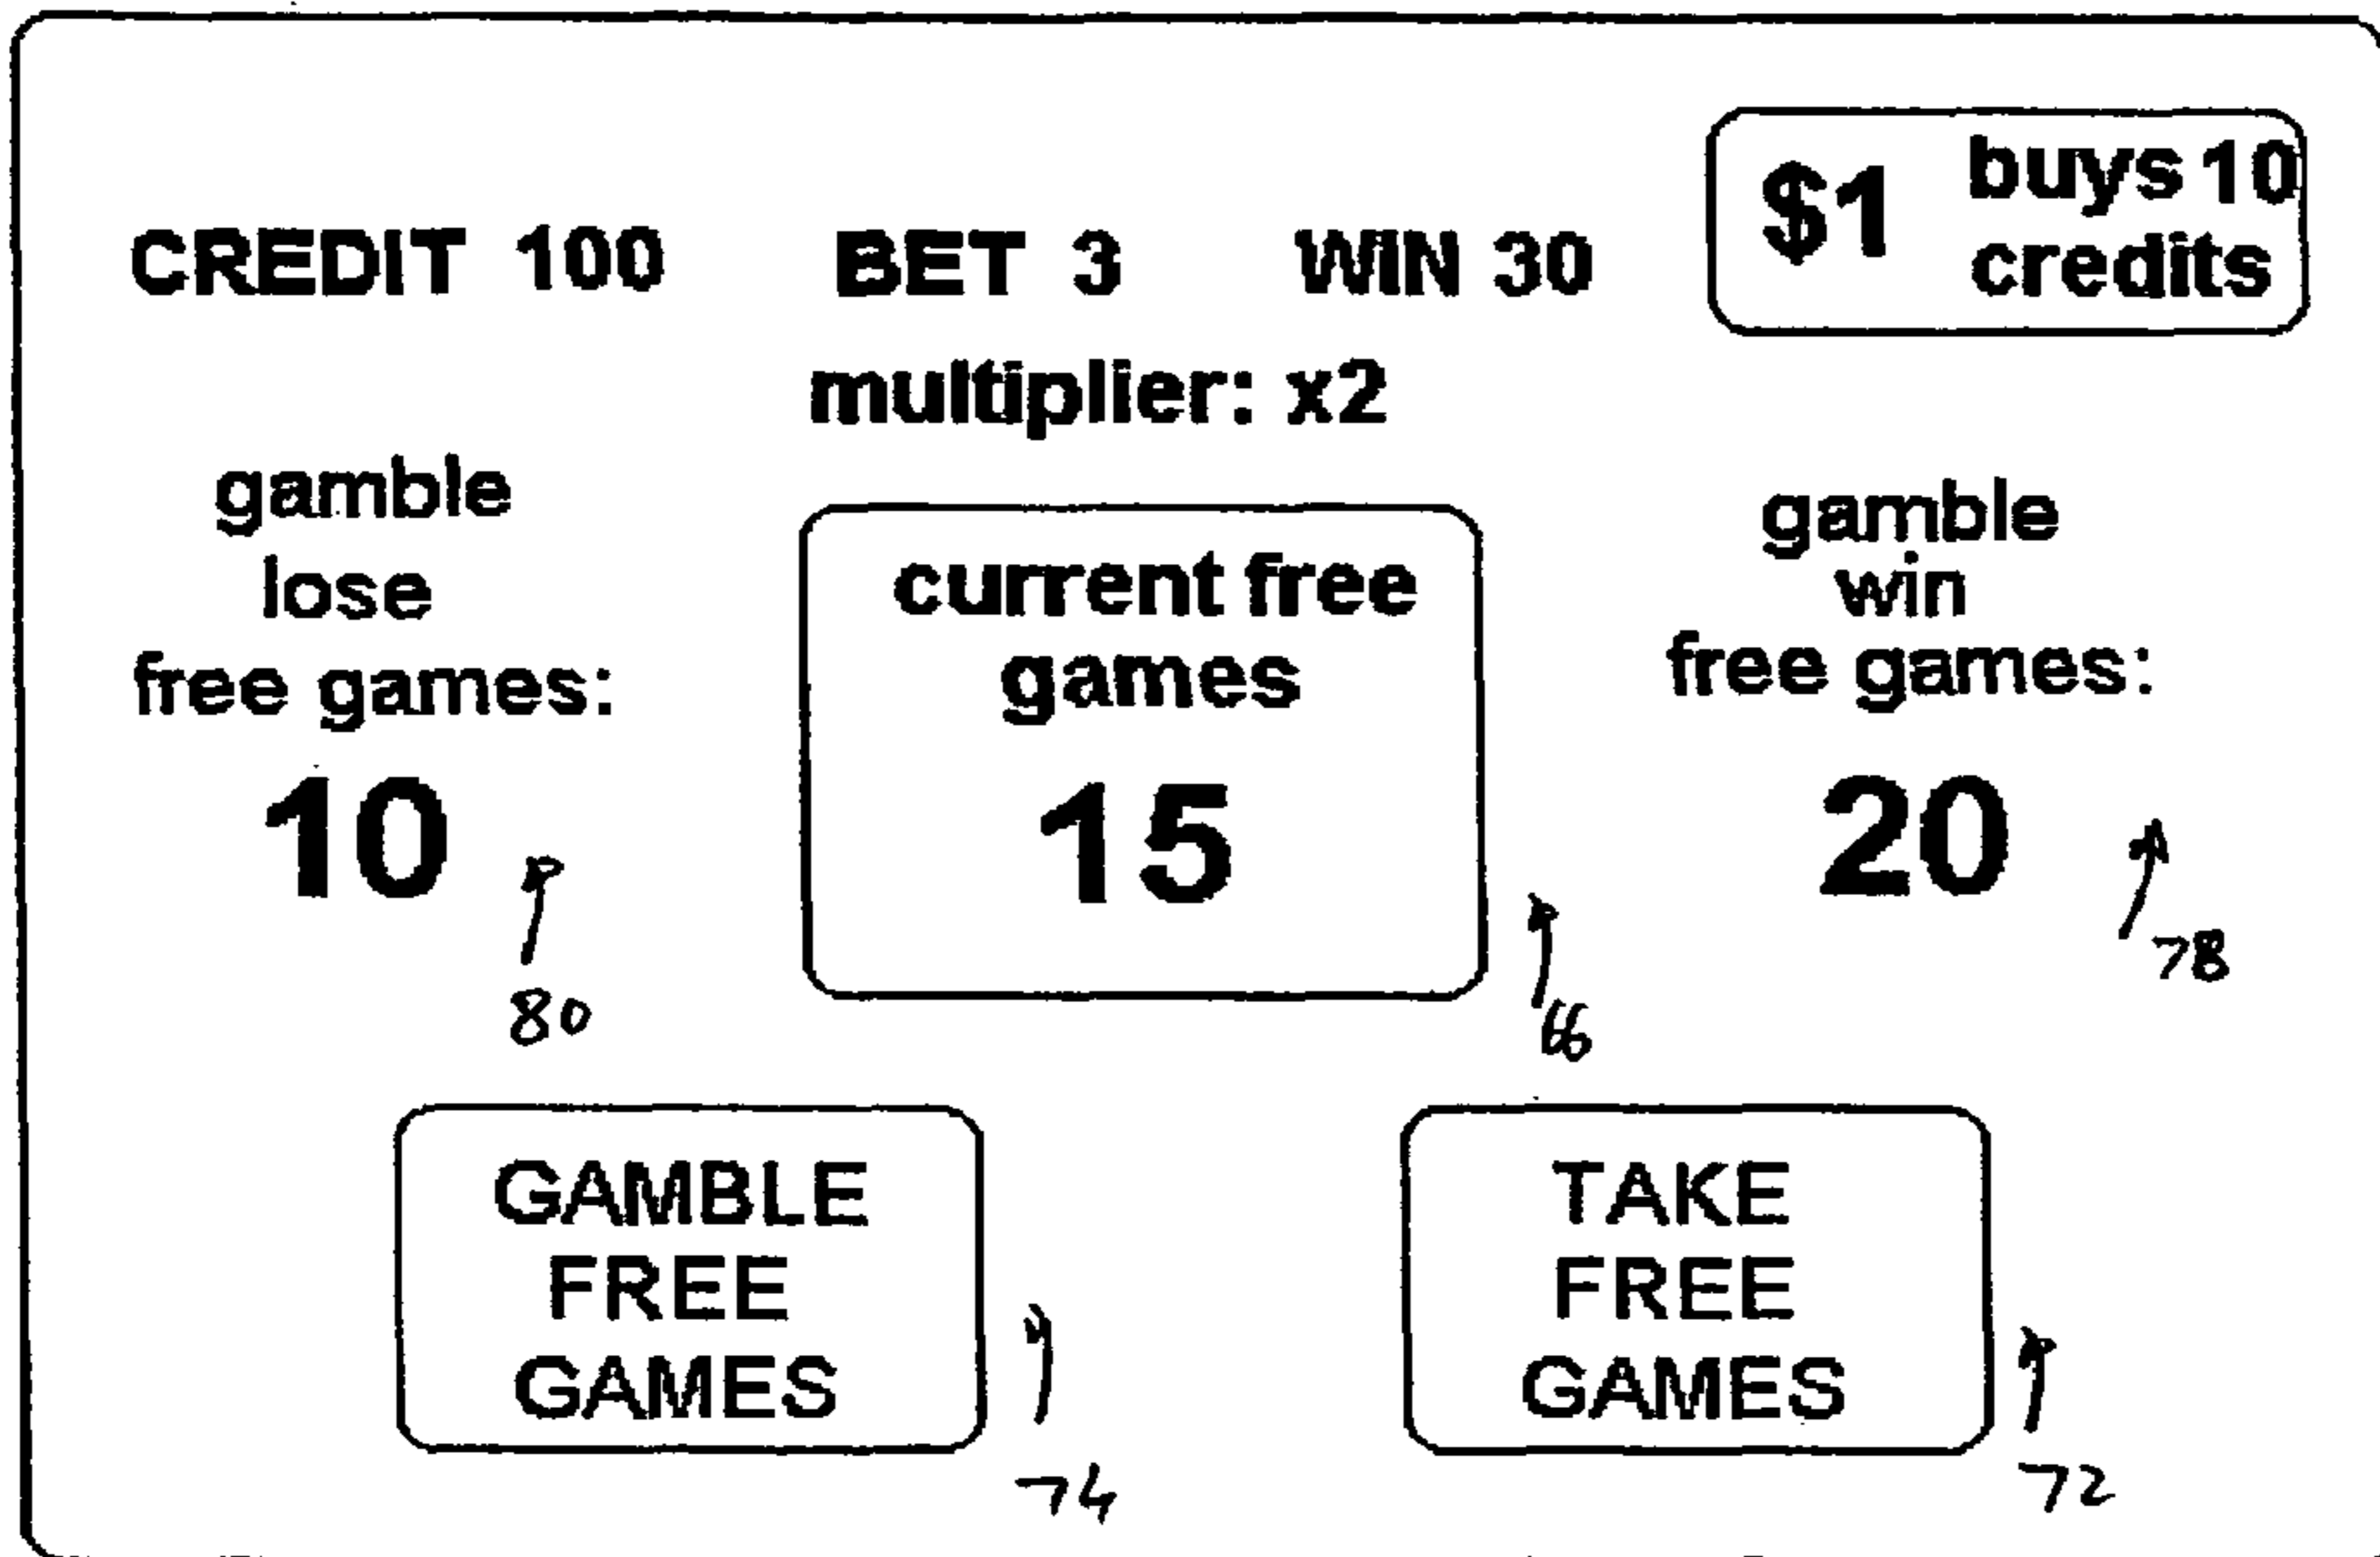 $1 buys 10
credits
CREDIT 100 BET 3 WIN 30
multiplier: x2
gamble
lose
free games:
10
80
current free
games
15
66
gamble
win
free games:
20
78
GAMBLE
FREE
GAMES
74
TAKE
FREE
GAMES
72